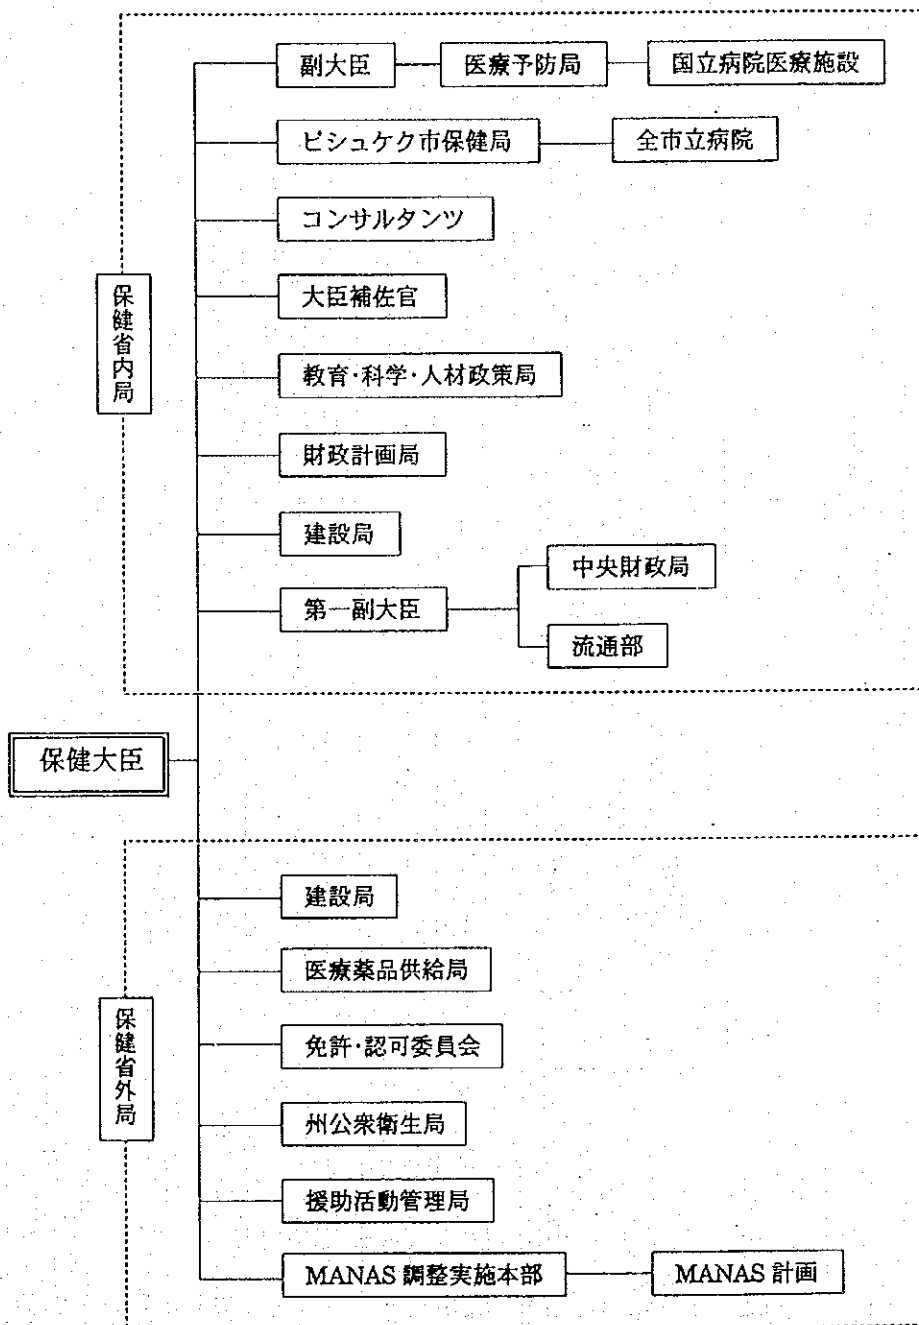 副大臣
医療予防局
国立病院医療施設
ビシュケク市保健局
全市立病院
コンサルタンツ
大臣補佐官
保健省内局
教育・科学・人材政策局
財政計画局
建設局
中央財政局
第一副大臣
流通部
保健大臣
建設局
医療薬品供給局
保健省外局
免許・認可委員会
州公衆衛生局
援助活動管理局
MANAS 調整実施本部
MANAS 計画